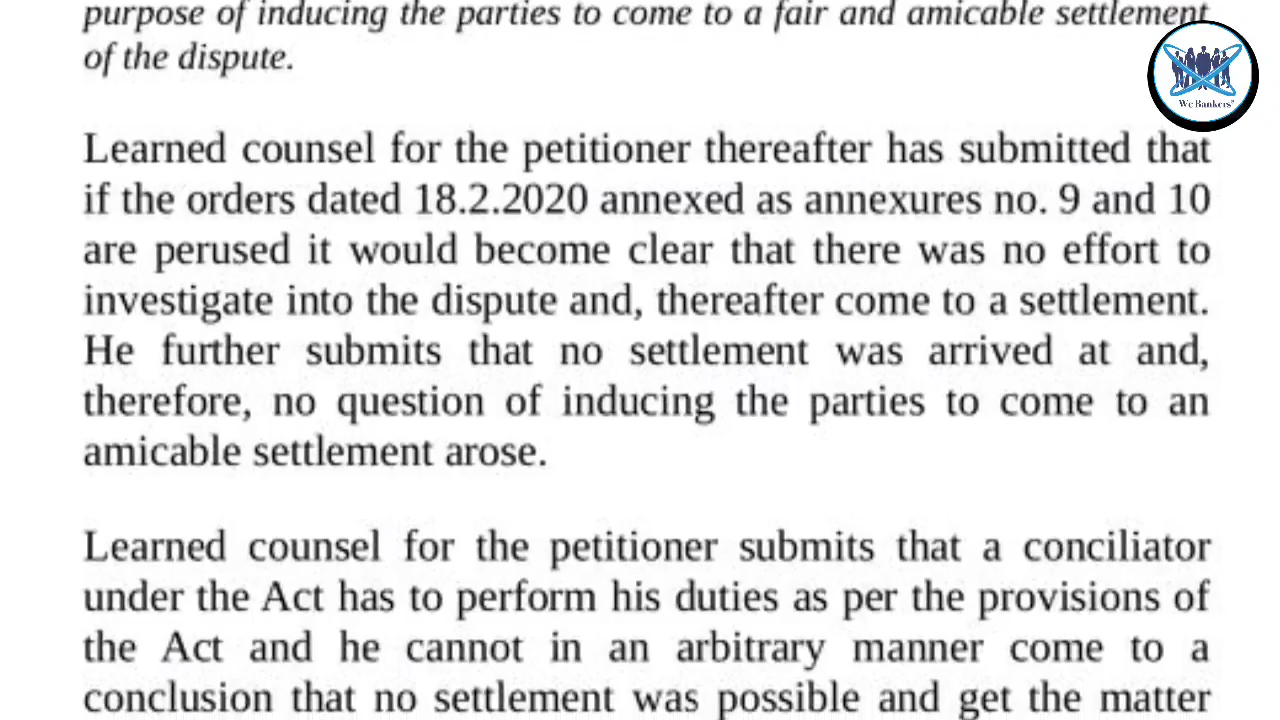 purpose of inducing the parties to come to a fair and amicable settlement
of the dispute.
We Bankers®
Learned counsel for the petitioner thereafter has submitted that
if the orders dated 18.2.2020 annexed as annexures no. 9 and 10
are perused it would become clear that there was no effort to
investigate into the dispute and, thereafter come to a settlement.
He further submits that no settlement was arrived at and,
therefore, no question of inducing the parties to come to an
amicable settlement arose.
Learned counsel for the petitioner submits that a conciliator
under the Act has to perform his duties as per the provisions of
the Act and he cannot in an arbitrary manner come to a
conclusion that no settlement was possible and get the matter